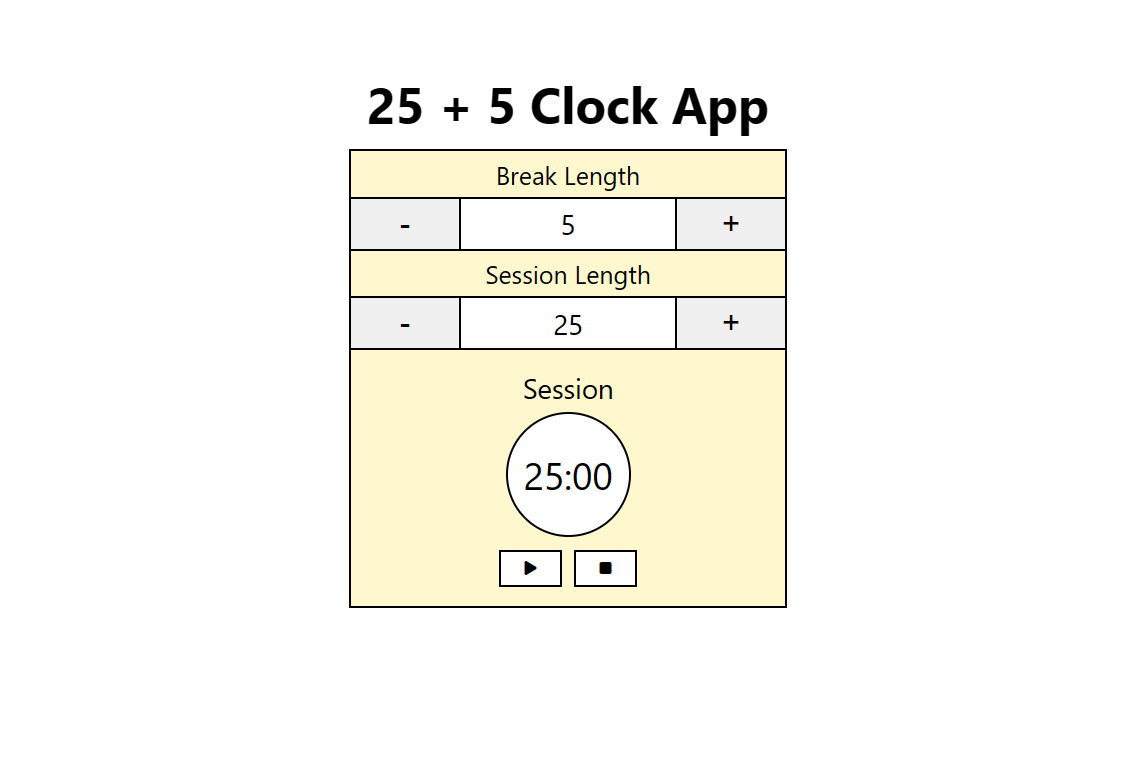 25 + 5 Clock App
Break Length
- 5 +
Session Length
- 25 +
Session
25:00